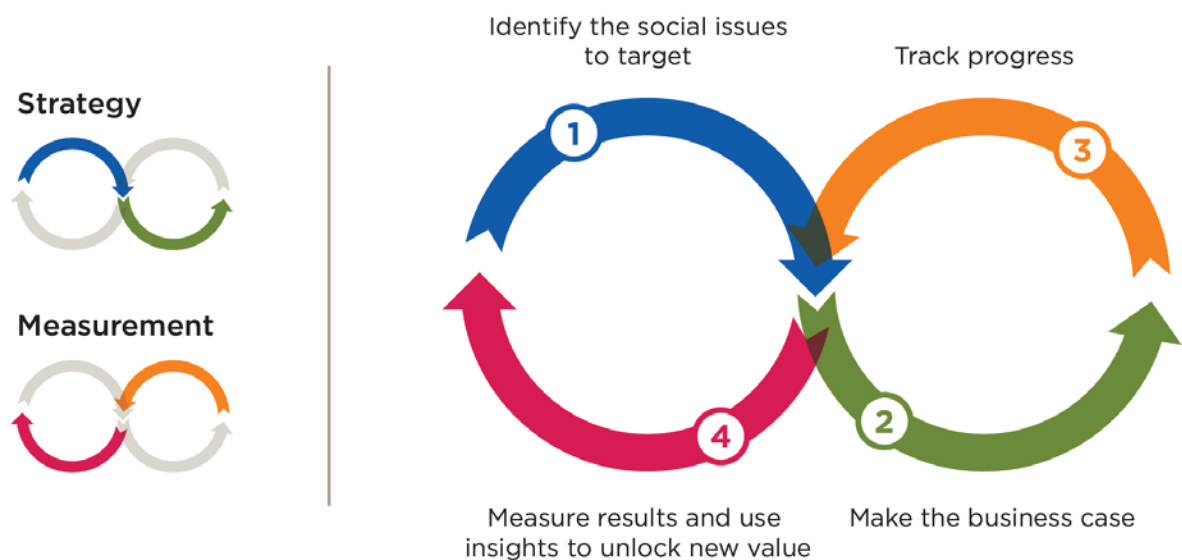 Strategy
Measurement
Identify the social issues
to target
1
Track progress
3
4
Measure results and use
insights to unlock new value
2
Make the business case